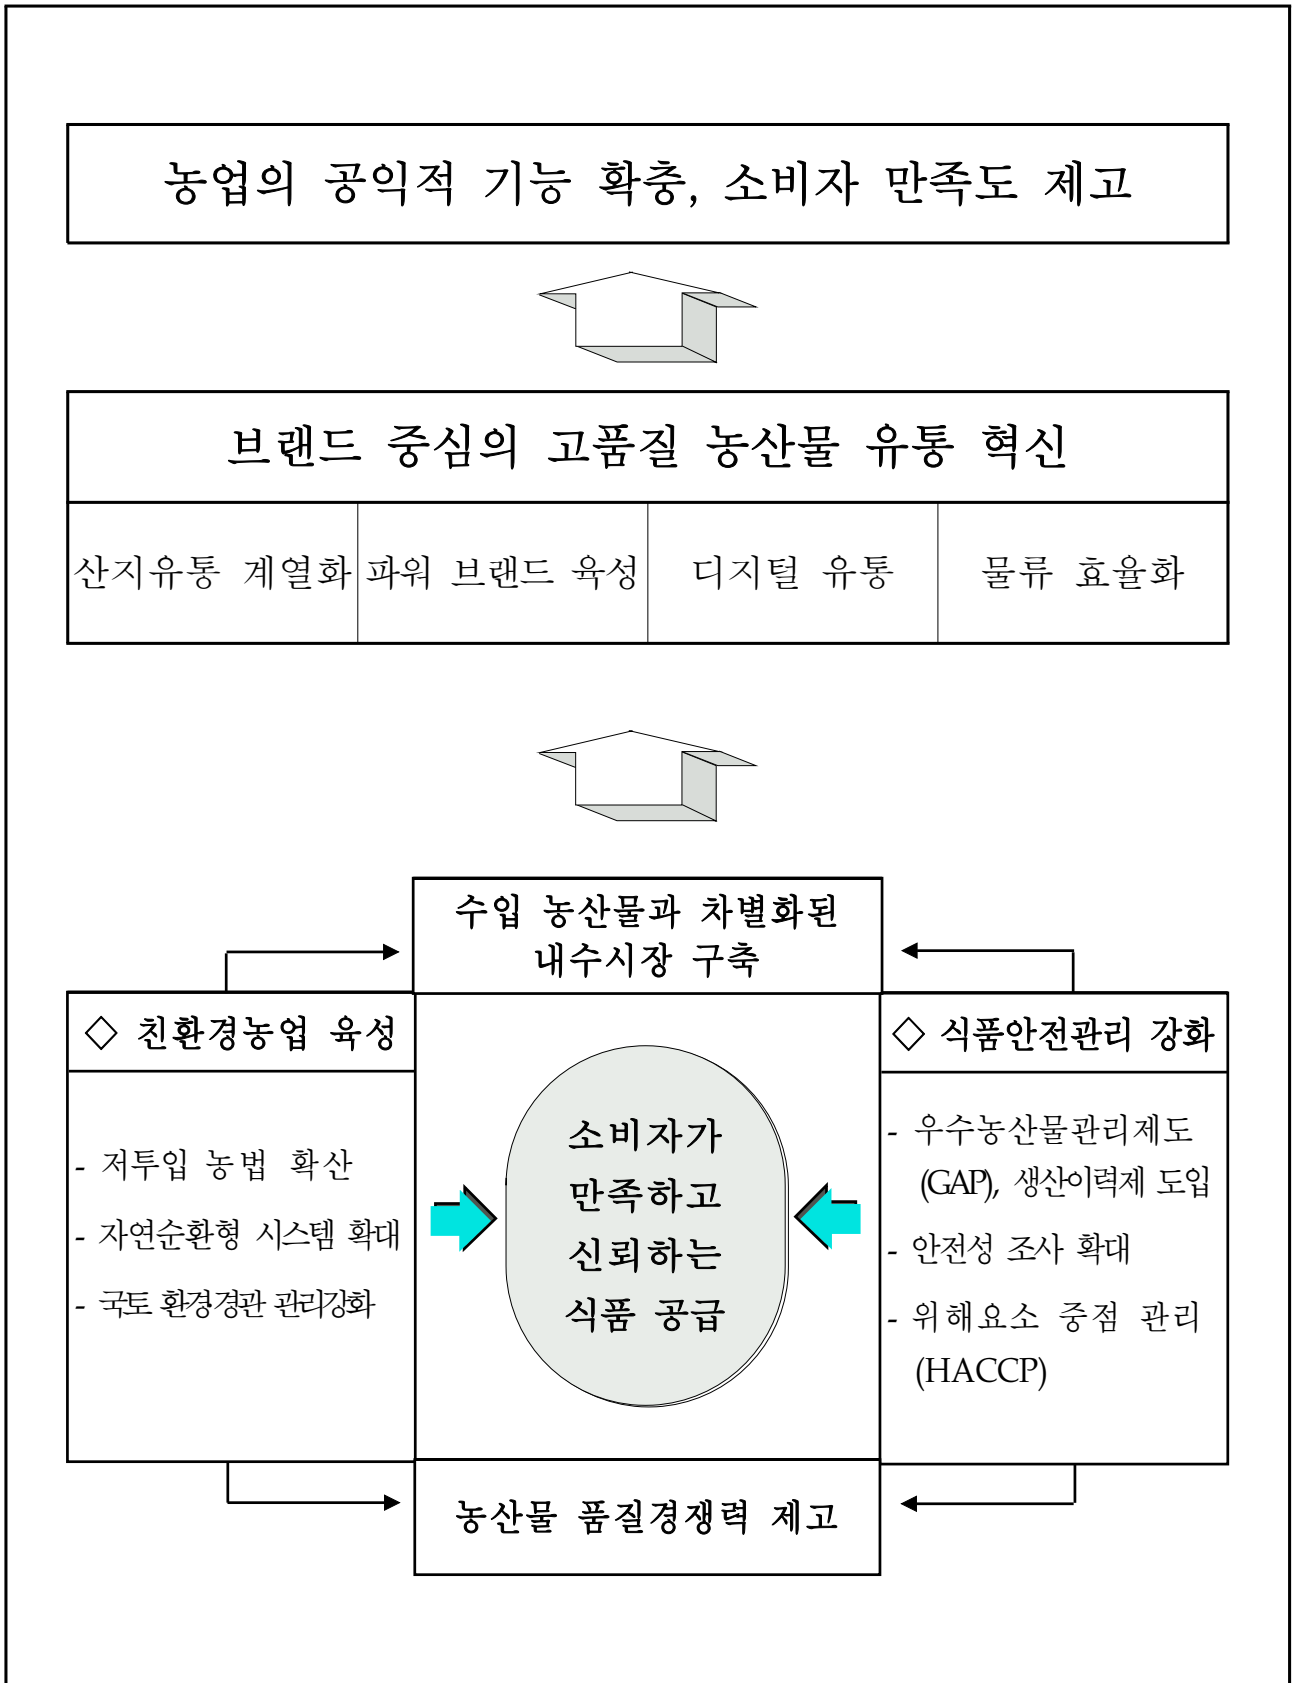 농업의 공익적 기능 확충, 소비자 만족도 제고
브랜드 중심의 고품질 농산물 유통 혁신
산지유통 계열화
파워 브랜드 육성
디지털 유통
물류 효율화
수입 농산물과 차별화된
내수시장 구축
◇ 친환경농업 육성
- 저투입 농법 확산
- 자연순환형 시스템 확대
- 국토 환경경관 관리강화
소비자가
만족하고
신뢰하는
식품 공급
◇ 식품안전관리 강화
- 우수농산물관리제도
(GAP), 생산이력제 도입
- 안전성 조사 확대
- 위해요소 중점 관리
(HACCP)
농산물 품질경쟁력 제고